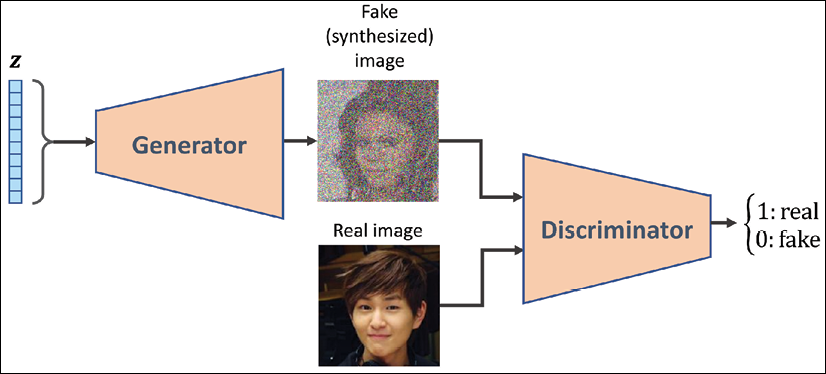 Fake
(synthesized)
image
z
Generator
Real image
Discriminator
1: real
0: fake